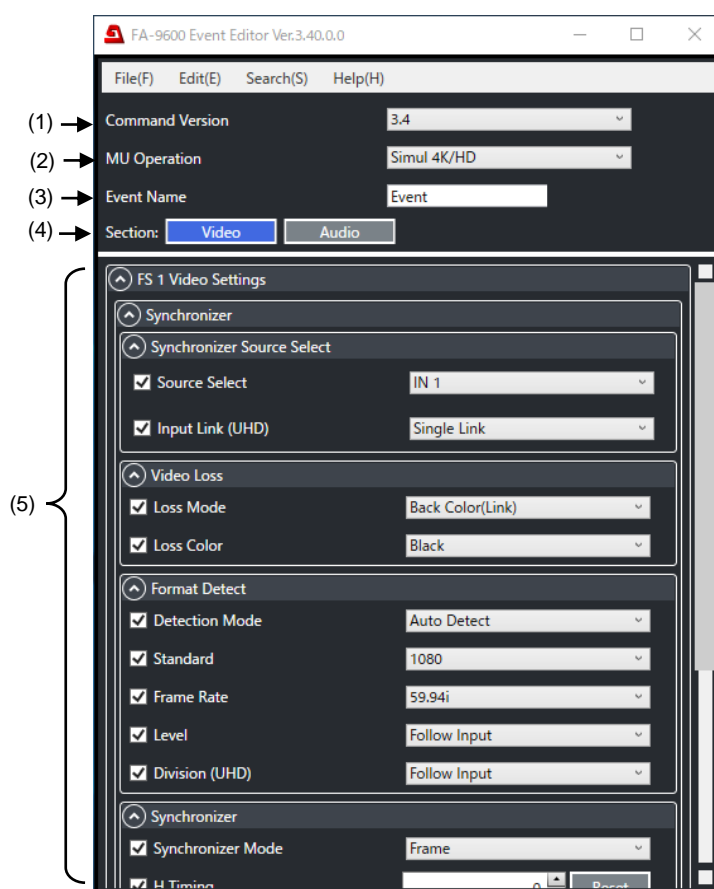 FA-9600 Event Editor Ver.3.40.0.0
File(F) Edit(E) Search(S) Help(H)
(1) Command Version 3.4
(2) MU Operation Simul 4K/HD
(3) Event Name Event
(4) Section: Video Audio
FS 1 Video Settings
Synchronizer
Synchronizer Source Select
Source Select IN 1
Input Link (UHD) Single Link
Video Loss
(5) Loss Mode Back Color(Link)
Loss Color Black
Format Detect
Detection Mode Auto Detect
Standard 1080
Frame Rate 59.94i
Level Follow Input
Division (UHD) Follow Input
Synchronizer
Synchronizer Mode Frame
H Timing 0 Reset